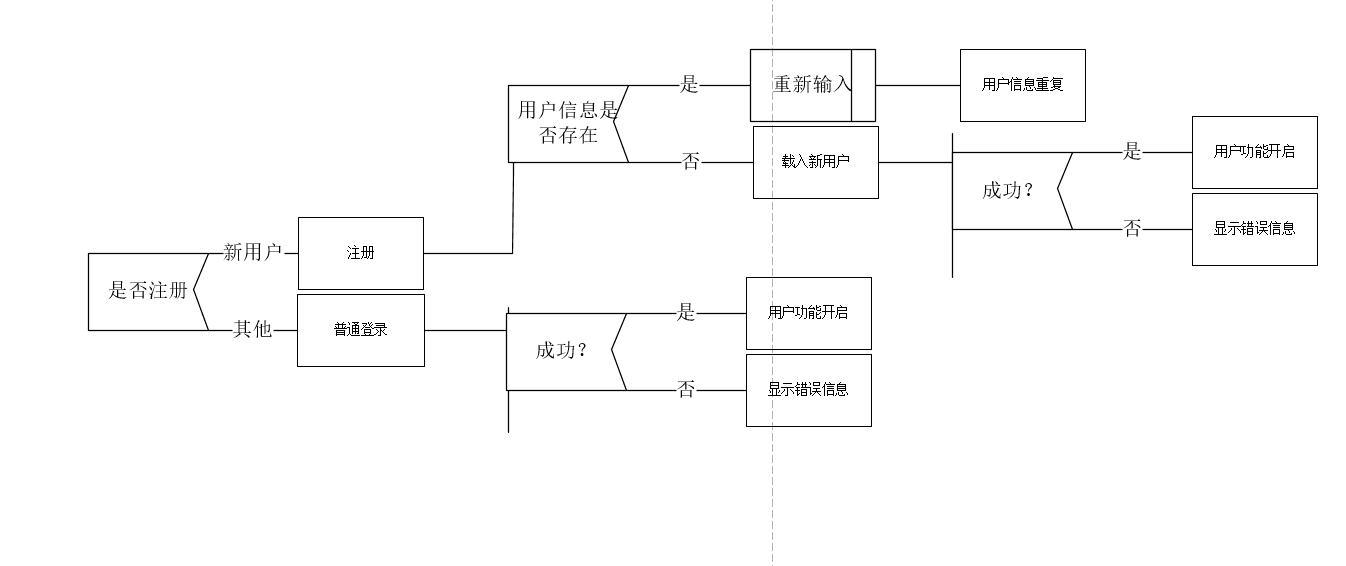 是
重新输入
用户信息重复
用户信息是
否存在
否
载入新用户
是
用户功能开启
成功？
否
显示错误信息
新用户
注册
是否注册
其他
普通登录
是
用户功能开启
成功？
否
显示错误信息